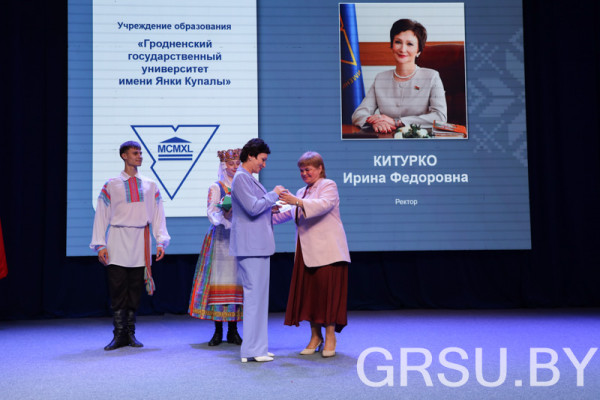 Учреждение образования
«Гродненский
государственный
университет
имени Янки Купалы»
MCMXL
КИТУРКО
Ирина Федоровна
Ректор
GRSU.BY